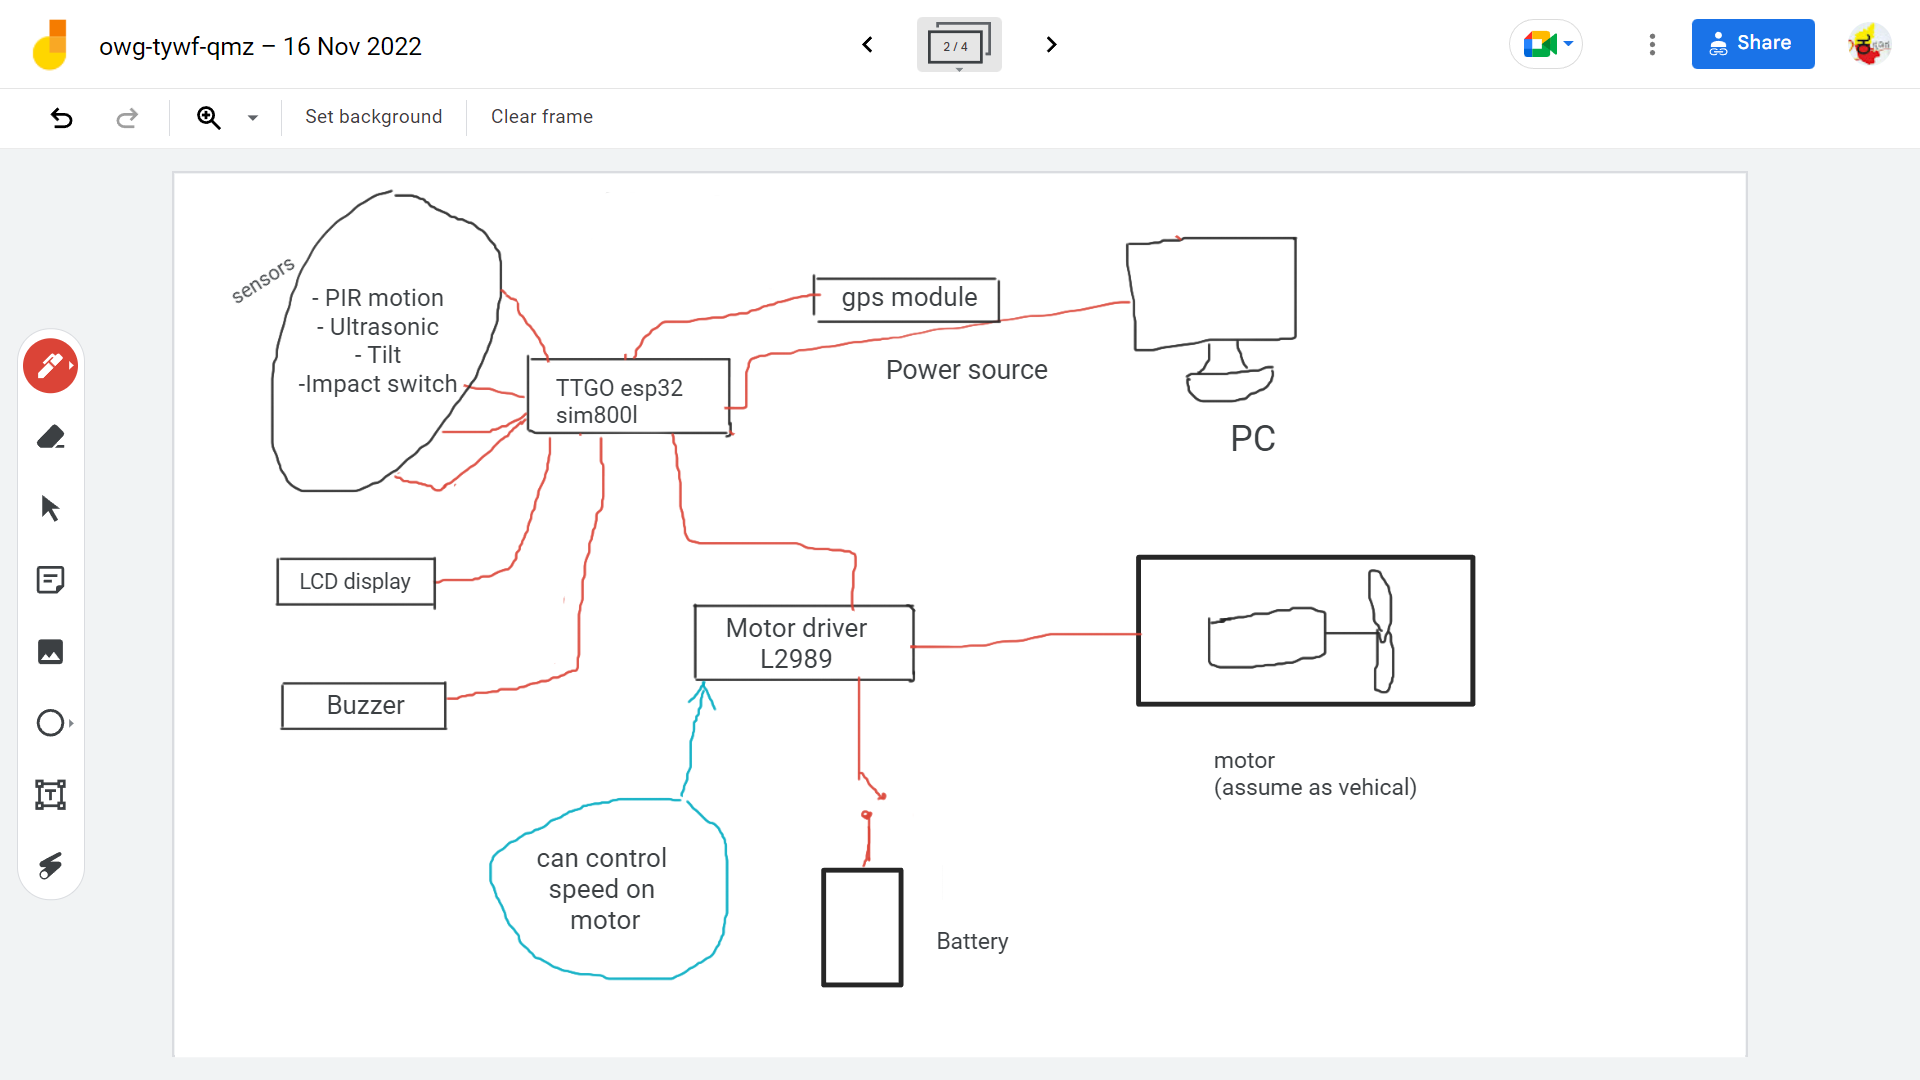 owg-tywf-qmz – 16 Nov 2022
2 / 4
Share
Set background
Clear frame
sensors
- PIR motion
- Ultrasonic
- Tilt
-Impact switch
gps module
TTGO esp32
sim800l
Power source
PC
LCD display
Motor driver
L2989
Buzzer
motor
(assume as vehical)
can control
speed on
motor
Battery